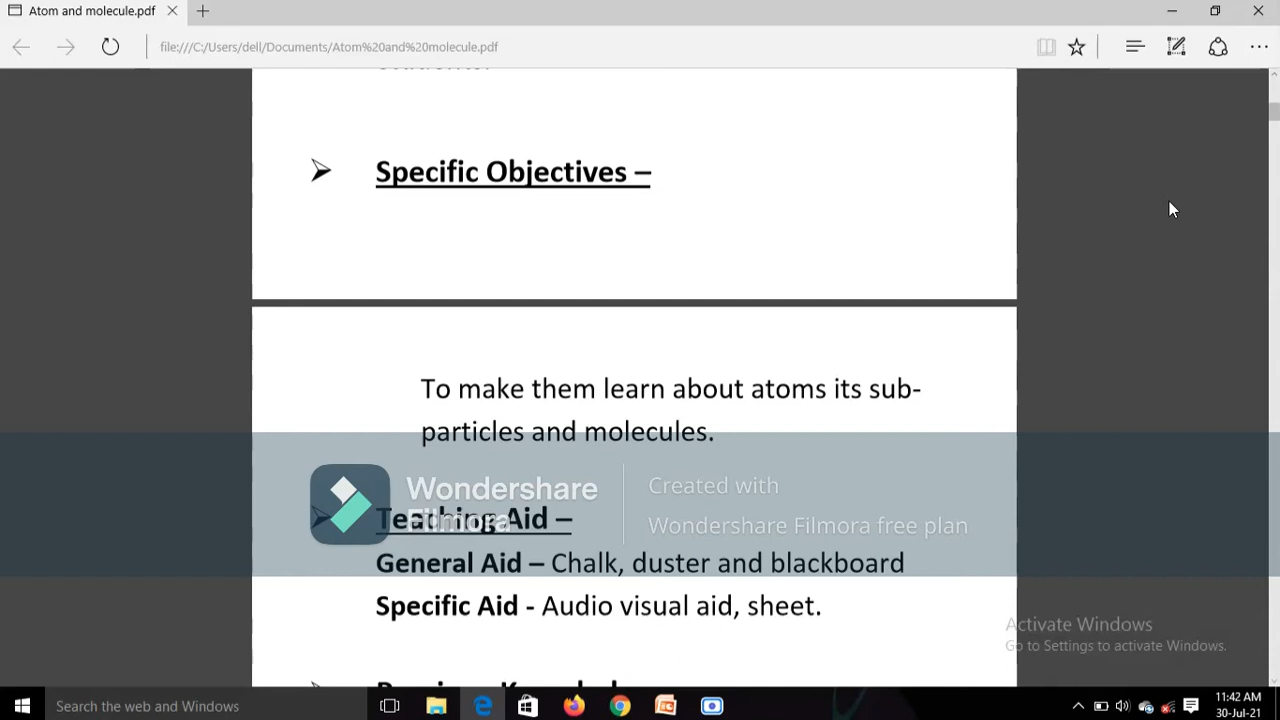 Atom and molecule.pdf
file:///C:/Users/dell/Documents/Atom%20and%20molecule.pdf
Specific Objectives –
To make them learn about atoms its sub-
particles and molecules.
Wondershare
Filmora
Created with
Wondershare Filmora free plan
Teaching Aid –
General Aid – Chalk, duster and blackboard
Specific Aid - Audio visual aid, sheet.
Activate Windows
Go to Settings to activate Windows.
Search the web and Windows
11:42 AM
30-Jul-21